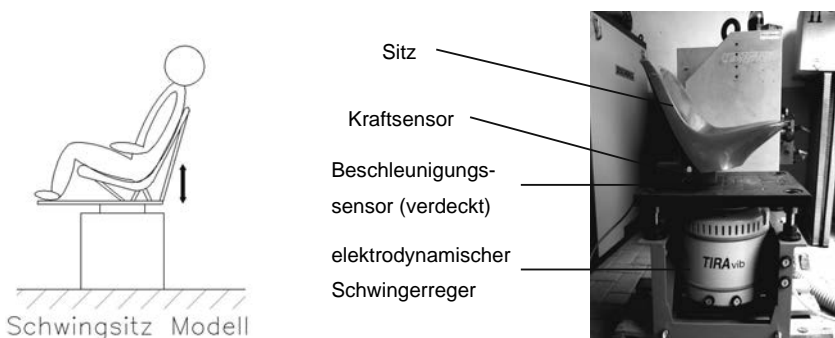 Schwingsitz Modell
Sitz
Kraftsensor
Beschleunigungs-
sensor (verdeckt)
elektrodynamischer
Schwingerreger
TIRAvib